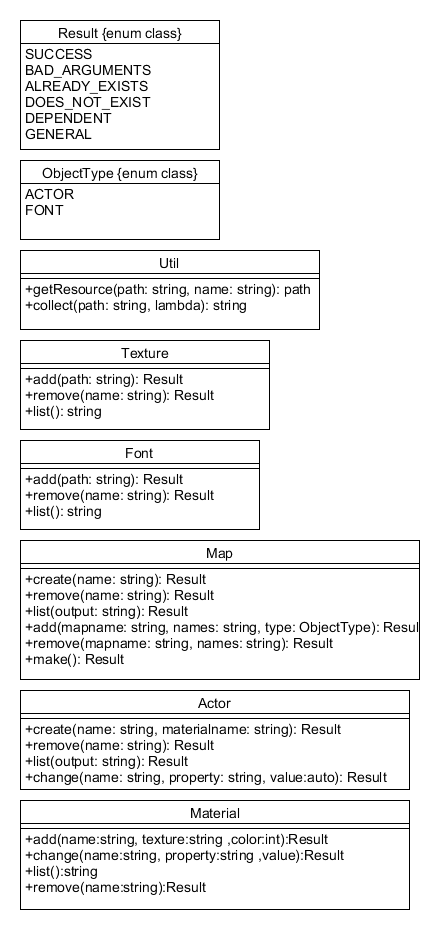 Result {enum class}
SUCCESS
BAD_ARGUMENTS
ALREADY_EXISTS
DOES_NOT_EXIST
DEPENDENT
GENERAL
ObjectType {enum class}
ACTOR
FONT
Util
+getResource(path: string, name: string): path
+collect(path: string, lambda): string
Texture
+add(path: string): Result
+remove(name: string): Result
+list(): string
Font
+add(path: string): Result
+remove(name: string): Result
+list(): string
Map
+create(name: string): Result
+remove(name: string): Result
+list(output: string): Result
+add(mapname: string, names: string, type: ObjectType): Resul
+remove(mapname: string, names: string): Result
+make(): Result
Actor
+create(name: string, materialname: string): Result
+remove(name: string): Result
+list(output: string): Result
+change(name: string, property: string, value:auto): Result
Material
+add(name:string, texture:string ,color:int):Result
+change(name:string, property:string ,value):Result
+list():string
+remove(name:string):Result